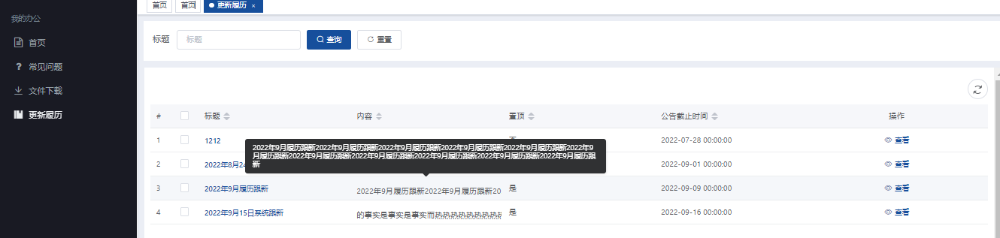 我的办公
首页
常见问题
文件下载
更新履历
首页 首页 更新履历 ×
标题 标题 查询 重置
# 标题 内容 置顶 公告截止时间 操作
1 1212 2022-07-28 00:00:00 查看
2022年9月履历跟新2022年9月履历跟新2022年9月履历跟新2022年9月履历跟新2022年9月履历跟新2022年9
月履历跟新2022年9月履历跟新2022年9月履历跟新2022年9月履历跟新2022年9月履历跟新2022年9月履历跟
新
2 2022年8月24 2022-09-01 00:00:00 查看
3 2022年9月履历跟新 2022年9月履历跟新2022年9月履历跟新20 是 2022-09-09 00:00:00 查看
4 2022年9月15日系统跟新 的事实是事实是事实而热热热热热热热热 是 2022-09-16 00:00:00 查看